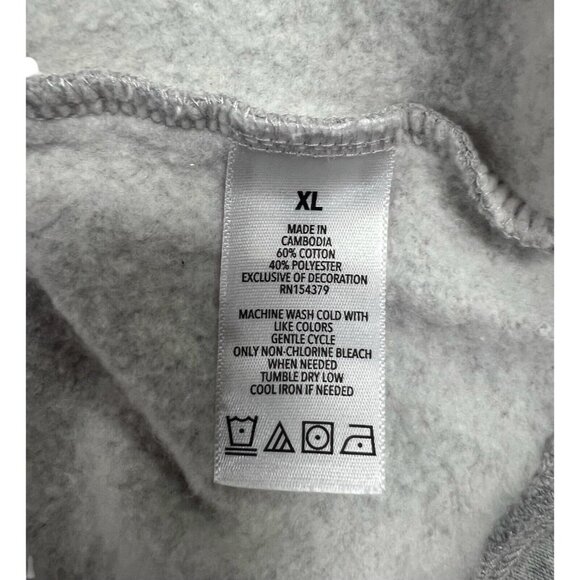 XL
MADE IN
CAMBODIA
60% COTTON
40% POLYESTER
EXCLUSIVE OF DECORATION
RN154379
MACHINE WASH COLD WITH
LIKE COLORS
GENTLE CYCLE
ONLY NON-CHLORINE BLEACH
WHEN NEEDED
TUMBLE DRY LOW
COOL IRON IF NEEDED